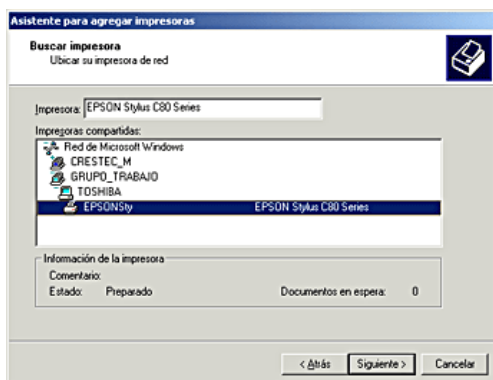 Asistente para agregar impresoras
Buscar impresora
Ubicar su impresora de red
Impresora: EPSON Stylus C80 Series
Impresoras compartidas:
Red de Microsoft Windows
CRESTEC_M
GRUPO_TRABAJO
TOSHIBA
EPSONSty EPSON Stylus C80 Series
Información de la impresora
Comentario:
Estado: Preparado Documentos en espera: 0
< Atrás Siguiente > Cancelar